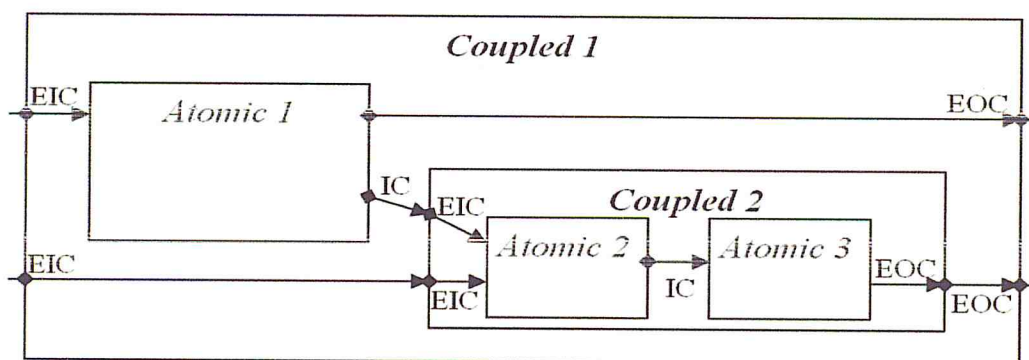 Coupled 1
EIC
Atomic 1
EOC
IC
EIC
Coupled 2
Atomic 2
Atomic 3
EIC
EIC
IC
EOC
EOC